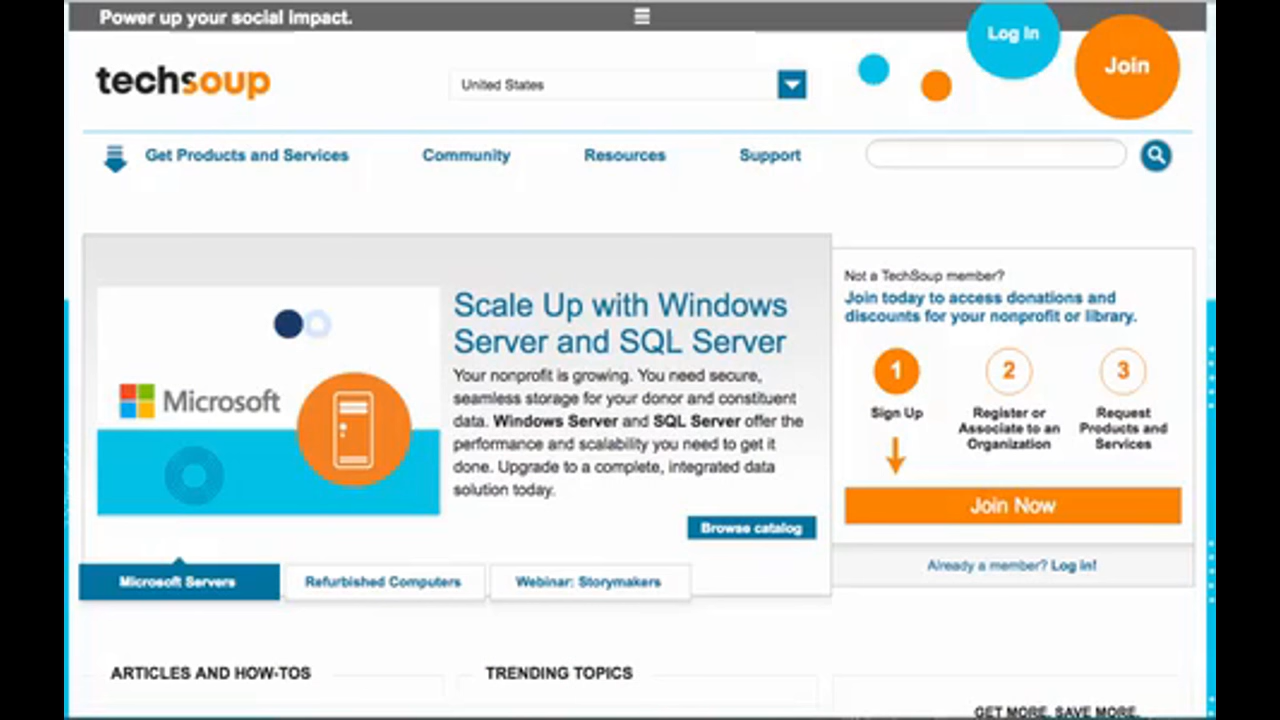 Power up your social impact.
Log In
Join
techsoup
United States
Get Products and Services
Community
Resources
Support
Scale Up with Windows
Server and SQL Server
Your nonprofit is growing. You need secure,
seamless storage for your donor and constituent
data. Windows Server and SQL Server offer the
performance and scalability you need to get it
done. Upgrade to a complete, integrated data
solution today.
Microsoft
Browse catalog
Microsoft Servers
Refurbished Computers
Webinar: Storymakers
Not a TechSoup member?
Join today to access donations and
discounts for your nonprofit or library.
1
Sign Up
2
Register or
Associate to an
Organization
3
Request
Products and
Services
Join Now
Already a member? Log in!
ARTICLES AND HOW-TOS
TRENDING TOPICS
GET MORE. SAVE MORE.